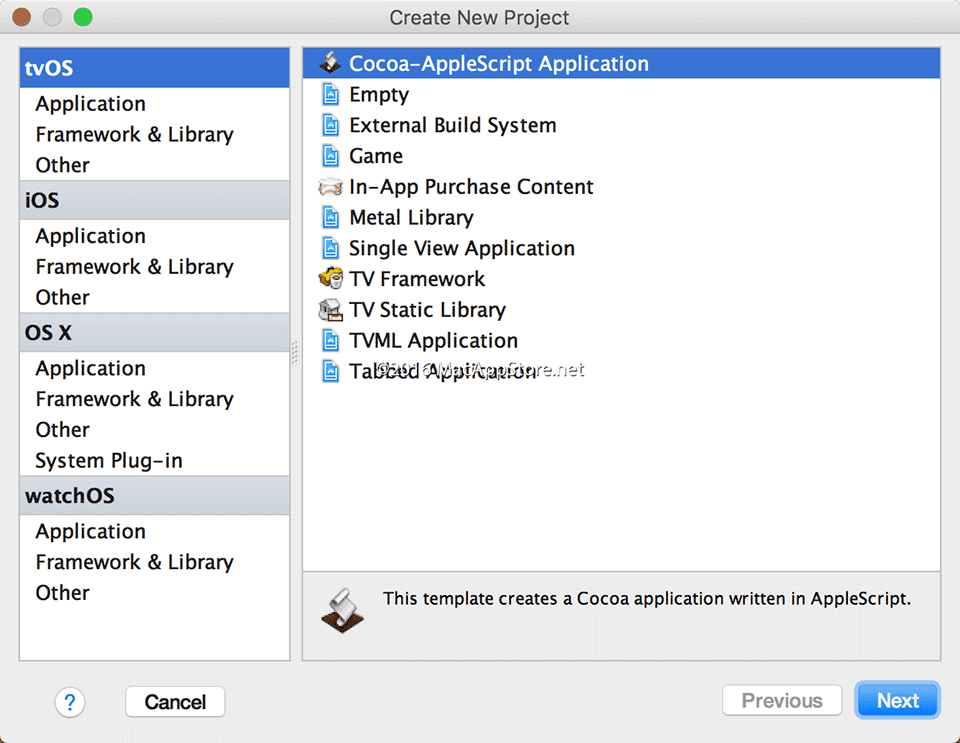 Create New Project
tvOS
Application
Framework & Library
Other
iOS
Application
Framework & Library
Other
OS X
Application
Framework & Library
Other
System Plug-in
watchOS
Application
Framework & Library
Other
Cocoa-AppleScript Application
Empty
External Build System
Game
In-App Purchase Content
Metal Library
Single View Application
TV Framework
TV Static Library
TVML Application
Tabbed Application
©2016 MacAppStore.net
This template creates a Cocoa application written in AppleScript.
?
Cancel
Previous
Next